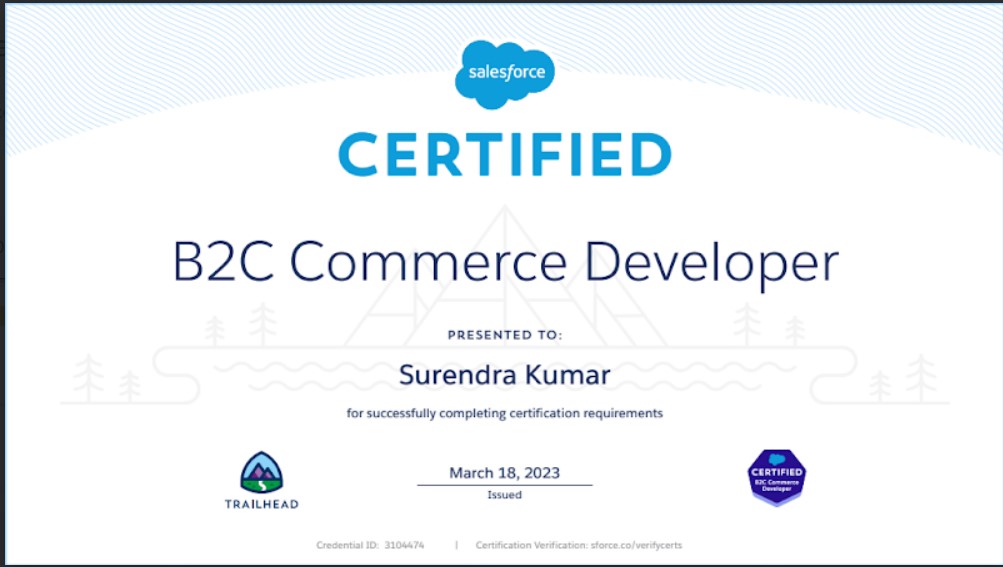 salesforce
CERTIFIED
B2C Commerce Developer
PRESENTED TO:
Surendra Kumar
for successfully completing certification requirements
TRAILHEAD
March 18, 2023
Issued
CERTIFIED
B2C Commerce
Developer
Credential ID: 3104474 | Certification Verification: sforce.co/verifycerts